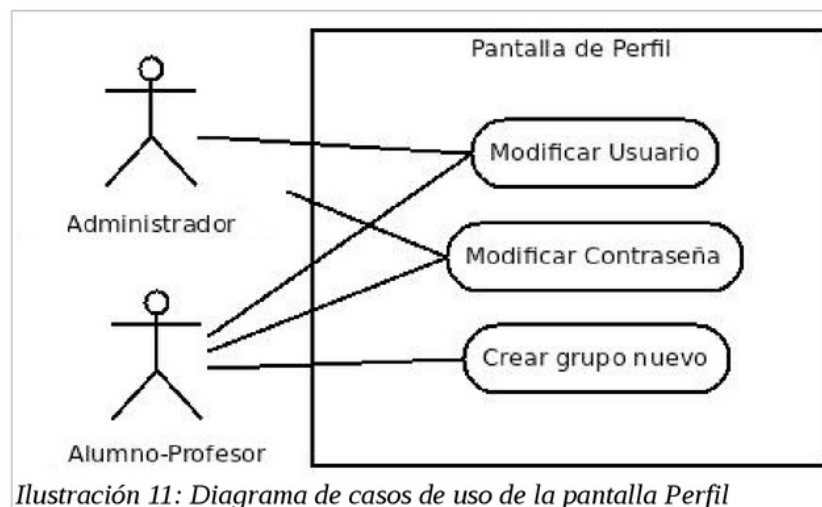 Pantalla de Perfil
Modificar Usuario
Administrador
Modificar Contraseña
Crear grupo nuevo
Alumno-Profesor
Ilustración 11: Diagrama de casos de uso de la pantalla Perfil